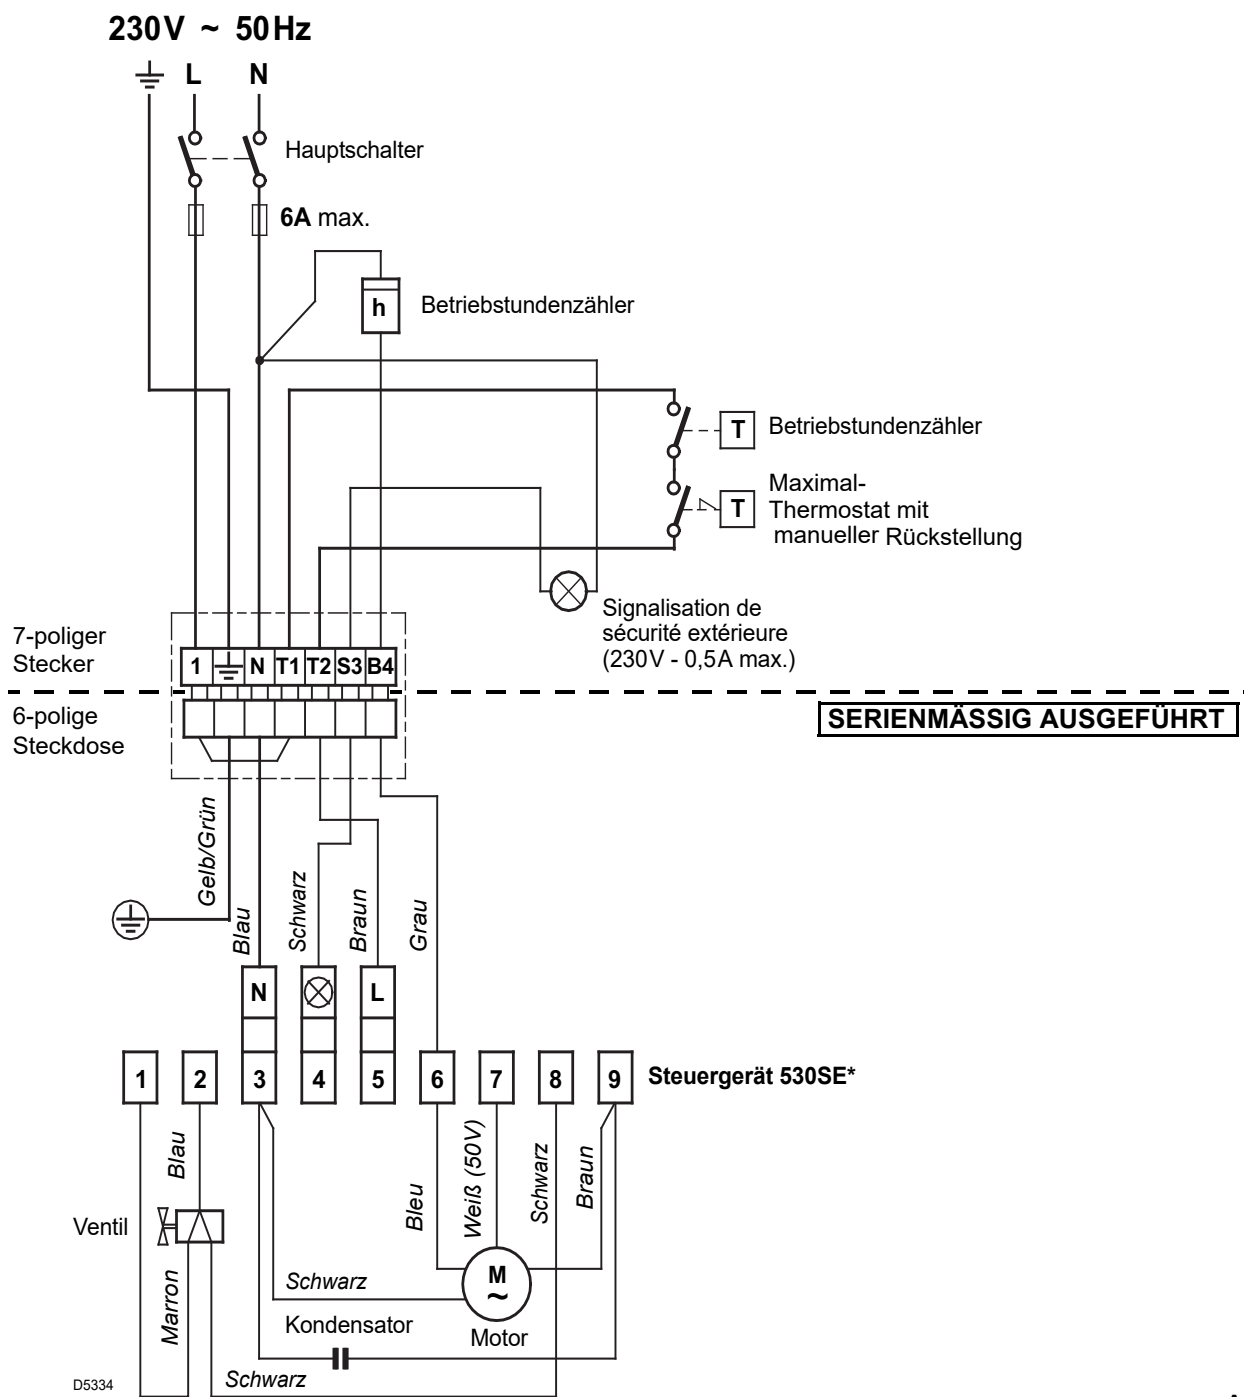 230V ~ 50Hz
L N
Hauptschalter
6A max.
h Betriebstundenzähler
T Betriebstundenzähler
T Maximal-
Thermostat mit
manueller Rückstellung
Signalisation de
sécurité extérieure
(230V - 0,5A max.)
7-poliger
Stecker
1 N T1 T2 S3 B4
6-polige
Steckdose
SERIENMÄSSIG AUSGEFÜHRT
Gelb/Grün
Blau
Schwarz
Braun
Grau
N L
1 2 3 4 5 6 7 8 9 Steuergerät 530SE*
Blau
Bleu
Weiß (50V)
Schwarz
Braun
Ventil
Marron
Schwarz
M
~
Motor
Kondensator
Schwarz
D5334